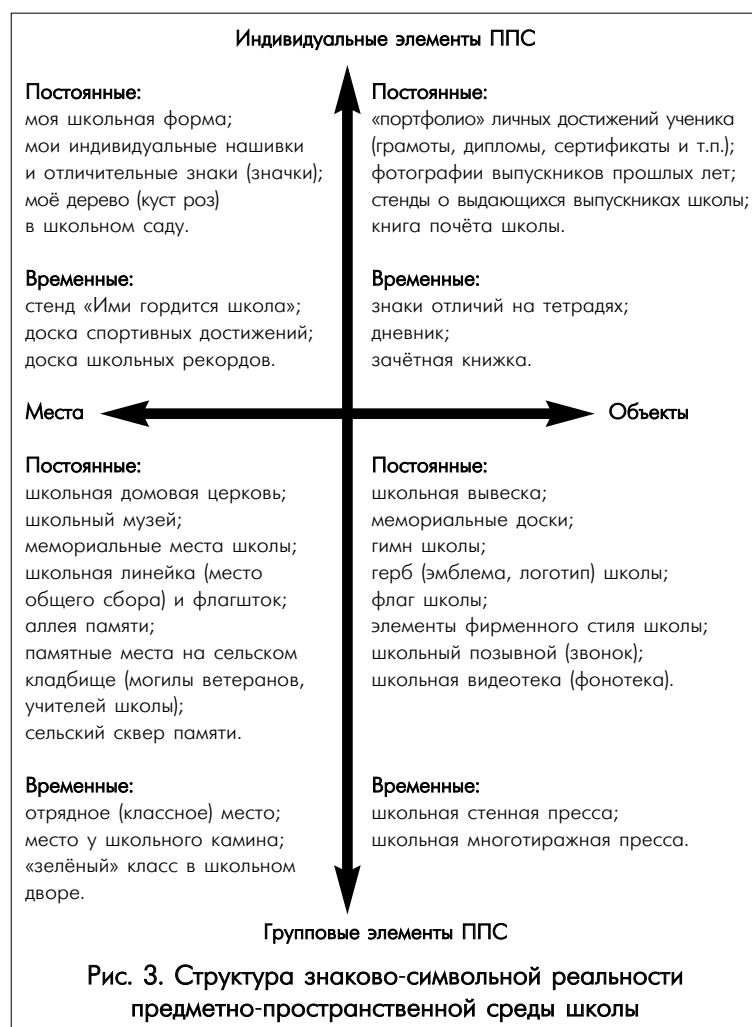 Индивидуальные элементы ППС
Постоянные:
моя школьная форма;
мои индивидуальные нашивки
и отличительные знаки (значки);
моё дерево (куст роз)
в школьном саду.
Временные:
стенд «Ими гордится школа»;
доска спортивных достижений;
доска школьных рекордов.
Постоянные:
«портфолио» личных достижений ученика
(грамоты, дипломы, сертификаты и т.п.);
фотографии выпускников прошлых лет;
стенды о выдающихся выпускниках школы;
книга почёта школы.
Временные:
знаки отличий на тетрадях;
дневник;
зачётная книжка.
Места
Объекты
Постоянные:
школьная домовая церковь;
школьный музей;
мемориальные места школы;
школьная линейка (место
общего сбора) и флагшток;
аллея памяти;
памятные места на сельском
кладбище (могилы ветеранов,
учителей школы);
сельский сквер памяти.
Временные:
отрядное (классное) место;
место у школьного камина;
«зелёный» класс в школьном
дворе.
Постоянные:
школьная вывеска;
мемориальные доски;
гимн школы;
герб (эмблема, логотип) школы;
флаг школы;
элементы фирменного стиля школы;
школьный позывной (звонок);
школьная видеотека (фонотека).
Временные:
школьная стенная пресса;
школьная многотиражная пресса.
Групповые элементы ППС
Рис. 3. Структура знаково-символьной реальности
предметно-пространственной среды школы